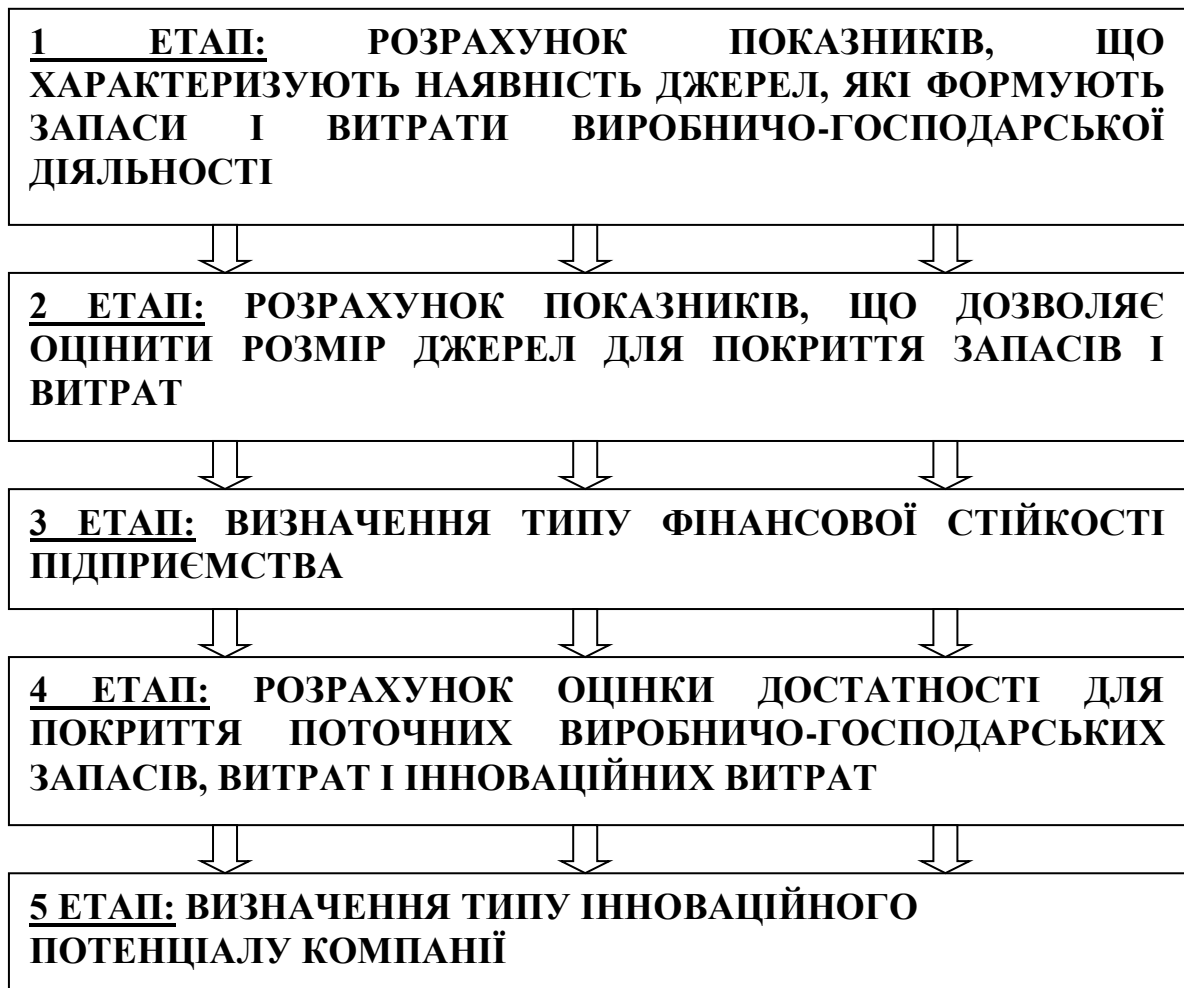 1 ЕТАП: РОЗРАХУНОК ПОКАЗНИКІВ, ЩО
ХАРАКТЕРИЗУЮТЬ НАЯВНІСТЬ ДЖЕРЕЛ, ЯКІ ФОРМУЮТЬ
ЗАПАСИ І ВИТРАТИ ВИРОБНИЧО-ГОСПОДАРСЬКОЇ
ДІЯЛЬНОСТІ
2 ЕТАП: РОЗРАХУНОК ПОКАЗНИКІВ, ЩО ДОЗВОЛЯЄ
ОЦІНИТИ РОЗМІР ДЖЕРЕЛ ДЛЯ ПОКРИТТЯ ЗАПАСІВ І
ВИТРАТ
3 ЕТАП: ВИЗНАЧЕННЯ ТИПУ ФІНАНСОВОЇ СТІЙКОСТІ
ПІДПРИЄМСТВА
4 ЕТАП: РОЗРАХУНОК ОЦІНКИ ДОСТАТНОСТІ ДЛЯ
ПОКРИТТЯ ПОТОЧНИХ ВИРОБНИЧО-ГОСПОДАРСЬКИХ
ЗАПАСІВ, ВИТРАТ І ІННОВАЦІЙНИХ ВИТРАТ
5 ЕТАП: ВИЗНАЧЕННЯ ТИПУ ІННОВАЦІЙНОГО
ПОТЕНЦІАЛУ КОМПАНІЇ